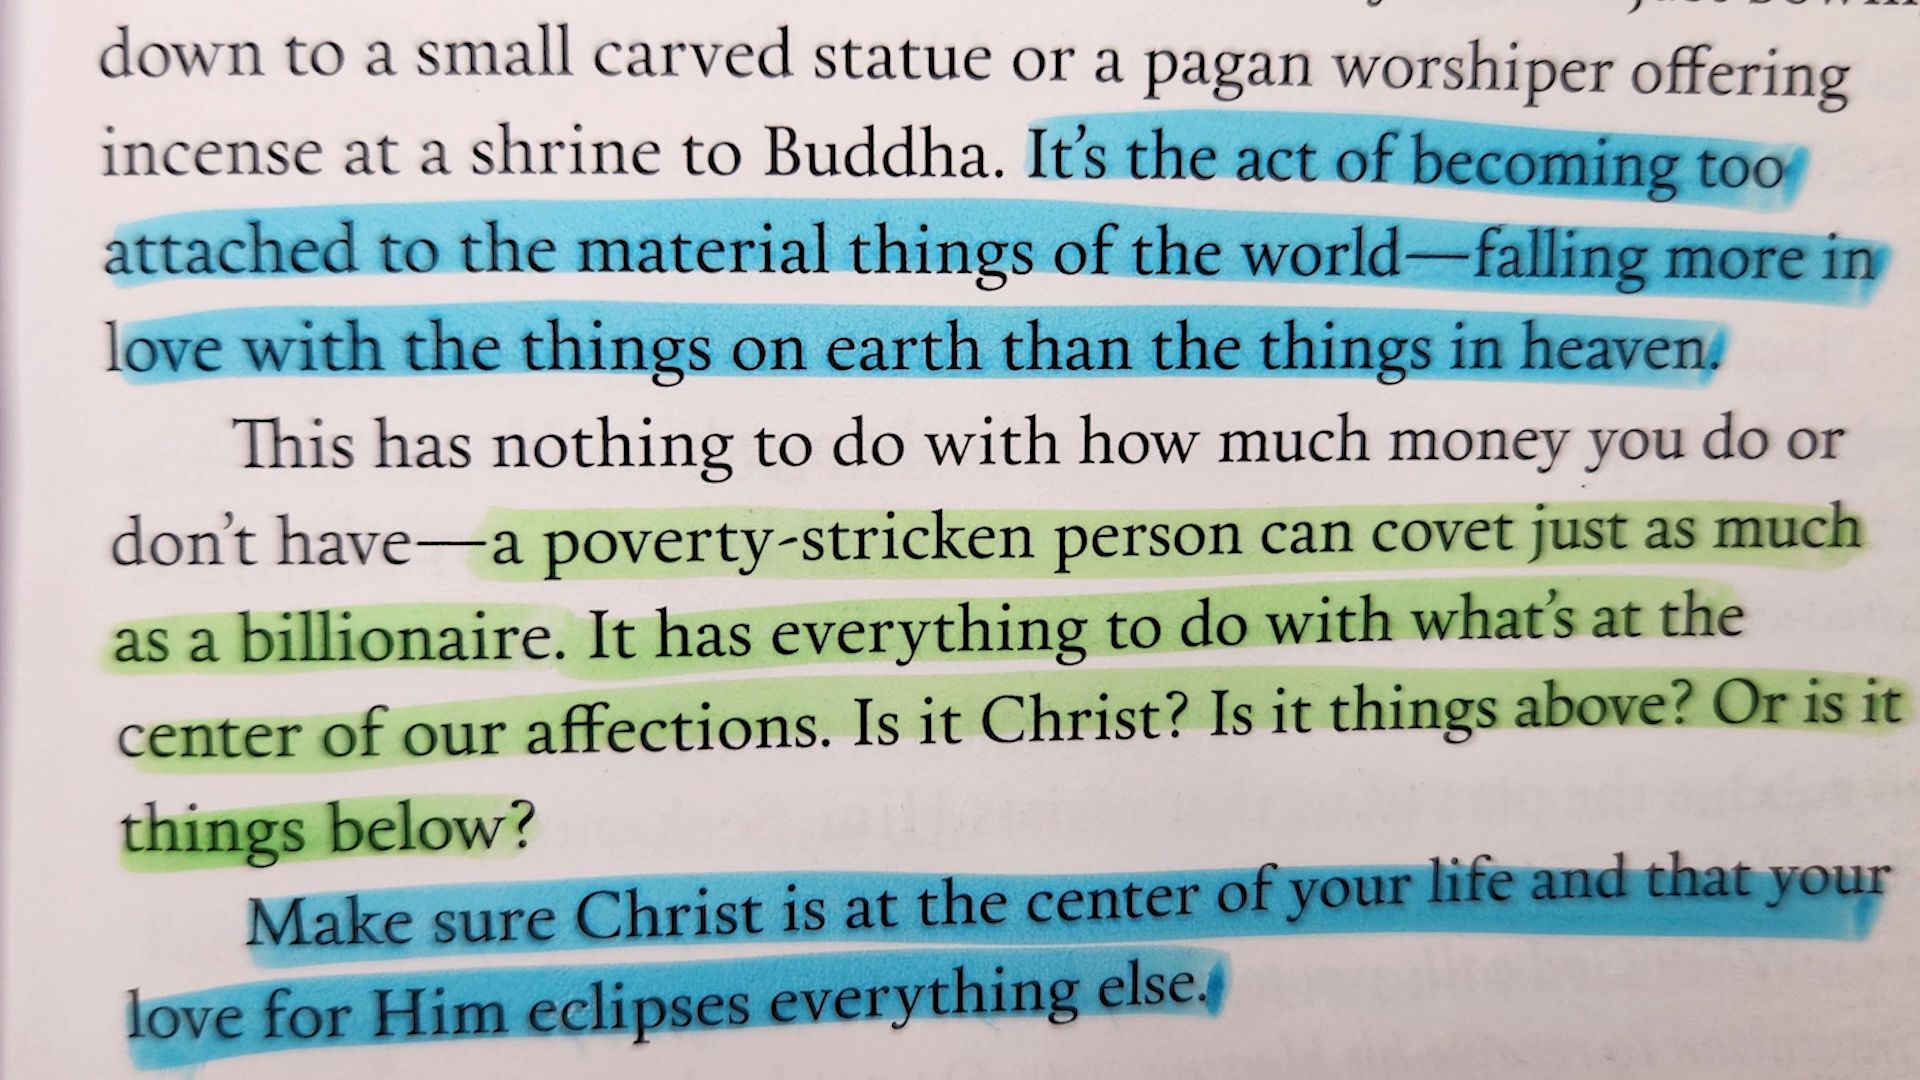 down to a small carved statue or a pagan worshiper offering
incense at a shrine to Buddha. It's the act of becoming too
attached to the material things of the world—falling more in
love with the things on earth than the things in heaven.
This has nothing to do with how much money you do or
don't have—a poverty-stricken person can covet just as much
as a billionaire. It has everything to do with what's at the
center of our affections. Is it Christ? Is it things above? Or is it
things below?
Make sure Christ is at the center of your life and that your
love for Him eclipses everything else.